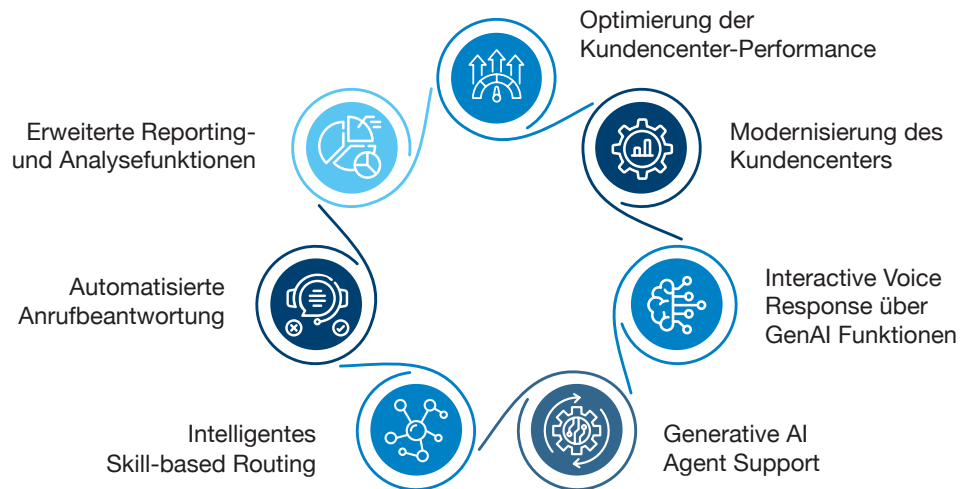 Optimierung der
Kundencenter-Performance
Modernisierung des
Kundencenters
Interactive Voice
Response über
GenAI Funktionen
Generative AI
Agent Support
Intelligentes
Skill-based Routing
Automatisierte
Anrufbeantwortung
Erweiterte Reporting-
und Analysefunktionen